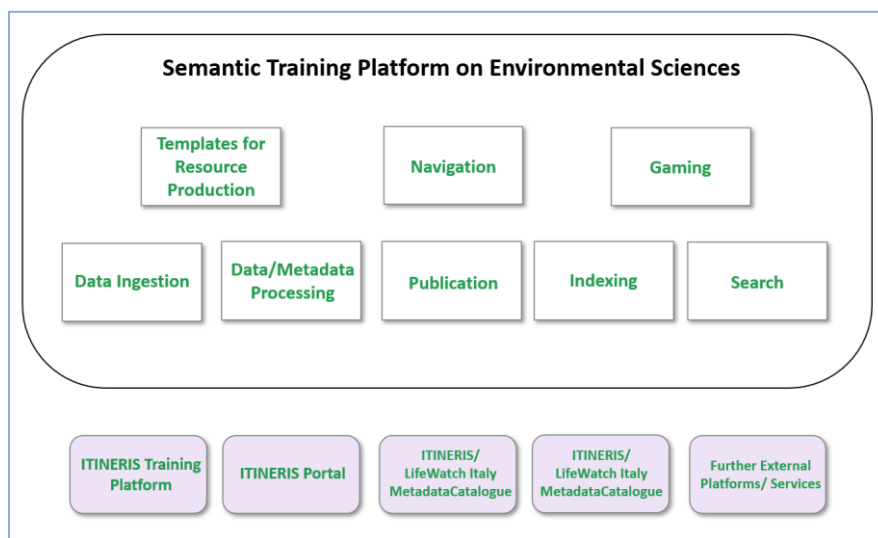 Semantic Training Platform on Environmental Sciences
Templates for
Resource
Production
Navigation
Gaming
Data Ingestion
Data/Metadata
Processing
Publication
Indexing
Search
ITINERIS Training
Platform
ITINERIS Portal
ITINERIS/
LifeWatch Italy
MetadataCatalogue
ITINERIS/
LifeWatch Italy
MetadataCatalogue
Further External
Platforms/ Services